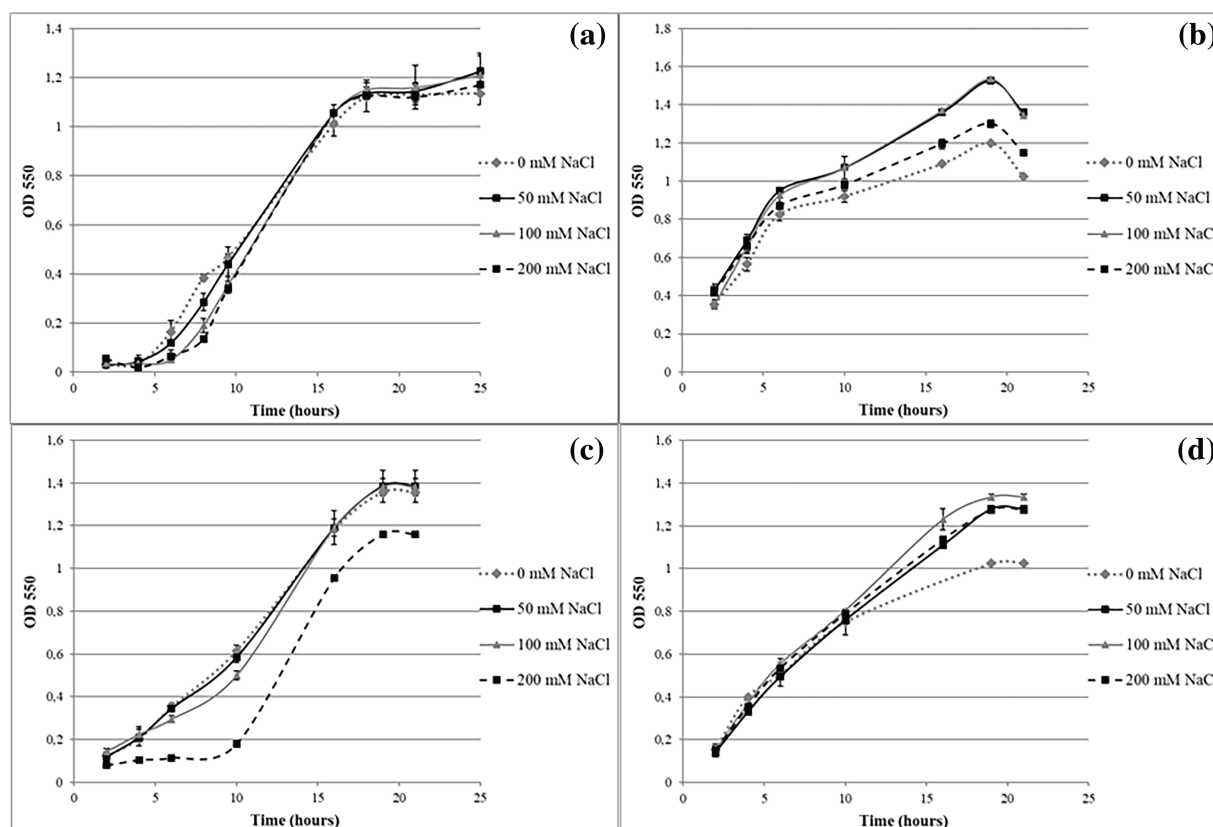 (a)
1,4
1,2
1
0,8
0,6
0,4
0,2
0
OD 550
0 5 10 15 20 25
Time (hours)
0 mM NaCl
50 mM NaCl
100 mM NaCl
200 mM NaCl
(b)
1,8
1,6
1,4
1,2
1
0,8
0,6
0,4
0,2
0
OD 550
0 5 10 15 20 25
Time (hours)
0 mM NaCl
50 mM NaCl
100 mM NaCl
200 mM NaCl
(c)
1,6
1,4
1,2
1
0,8
0,6
0,4
0,2
0
OD 550
0 5 10 15 20 25
Time (hours)
0 mM NaCl
50 mM NaCl
100 mM NaCl
200 mM NaCl
(d)
1,6
1,4
1,2
1
0,8
0,6
0,4
0,2
0
OD 550
0 5 10 15 20 25
Time (hours)
0 mM NaCl
50 mM NaCl
100 mM NaCl
200 mM NaCl